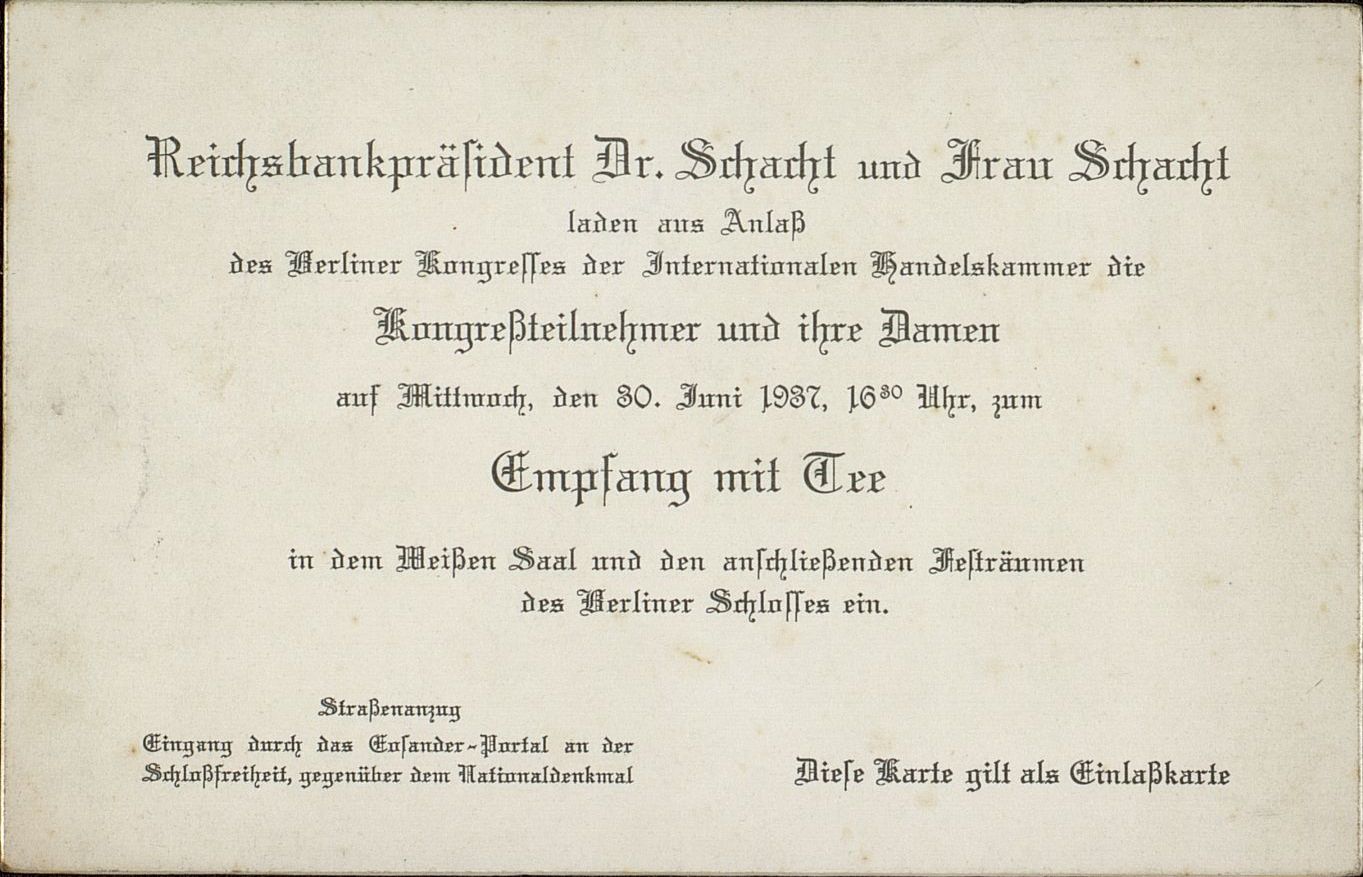 Reichsbankpräsident Dr. Schacht und Frau Schacht
laden aus Anlaß
des Berliner Kongresses der Internationalen Handelskammer die
Kongreßteilnehmer und ihre Damen
auf Mittwoch, den 30. Juni 1937, 16³⁰ Uhr, zum
Empfang mit Tee
in dem Weißen Saal und den anschließenden Festräumen
des Berliner Schlosses ein.
Straßenanzug
Eingang durch das Eosander-Portal an der
Schloßfreiheit, gegenüber dem Nationaldenkmal
Diese Karte gilt als Einlaßkarte